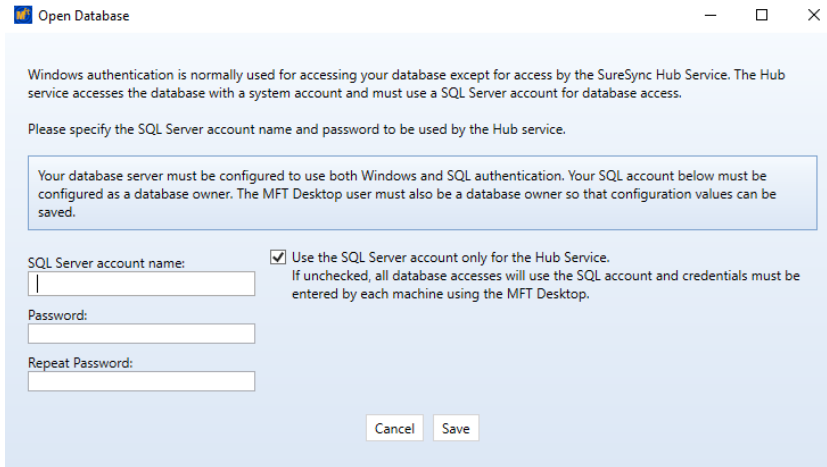 Open Database
Windows authentication is normally used for accessing your database except for access by the SureSync Hub Service. The Hub
service accesses the database with a system account and must use a SQL Server account for database access.
Please specify the SQL Server account name and password to be used by the Hub service.
Your database server must be configured to use both Windows and SQL authentication. Your SQL account below must be
configured as a database owner. The MFT Desktop user must also be a database owner so that configuration values can be
saved.
SQL Server account name:
Use the SQL Server account only for the Hub Service.
If unchecked, all database accesses will use the SQL account and credentials must be
entered by each machine using the MFT Desktop.
Password:
Repeat Password:
Cancel Save